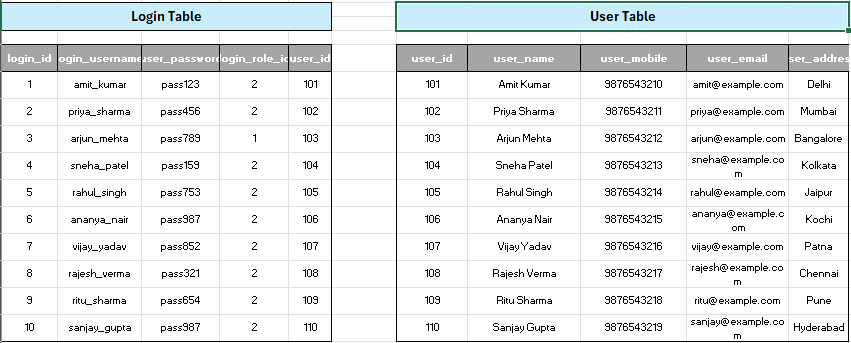 Login Table User Table
login_id ogin_username user_password ogin_role_i user_id user_id user_name user_mobile user_email ser_addres
1 amit_kumar pass123 2 101 101 Amit Kumar 9876543210 amit@example.com Delhi
2 priya_sharma pass456 2 102 102 Priya Sharma 9876543211 priya@example.com Mumbai
3 arjun_mehta pass789 1 103 103 Arjun Mehta 9876543212 arjun@example.com Bangalore
4 sneha_patel pass159 2 104 104 Sneha Patel 9876543213 sneha@example.co
m Kolkata
5 rahul_singh pass753 2 105 105 Rahul Singh 9876543214 rahul@example.com Jaipur
6 ananya_nair pass987 2 106 106 Ananya Nair 9876543215 ananya@example.c
om Kochi
7 vijay_yadav pass852 2 107 107 Vijay Yadav 9876543216 vijay@example.com Patna
8 rajesh_verma pass321 2 108 108 Rajesh Verma 9876543217 rajesh@example.co
m Chennai
9 ritu_sharma pass654 2 109 109 Ritu Sharma 9876543218 ritu@example.com Pune
10 sanjay_gupta pass987 2 110 110 Sanjay Gupta 9876543219 sanjay@example.co
m Hyderabad